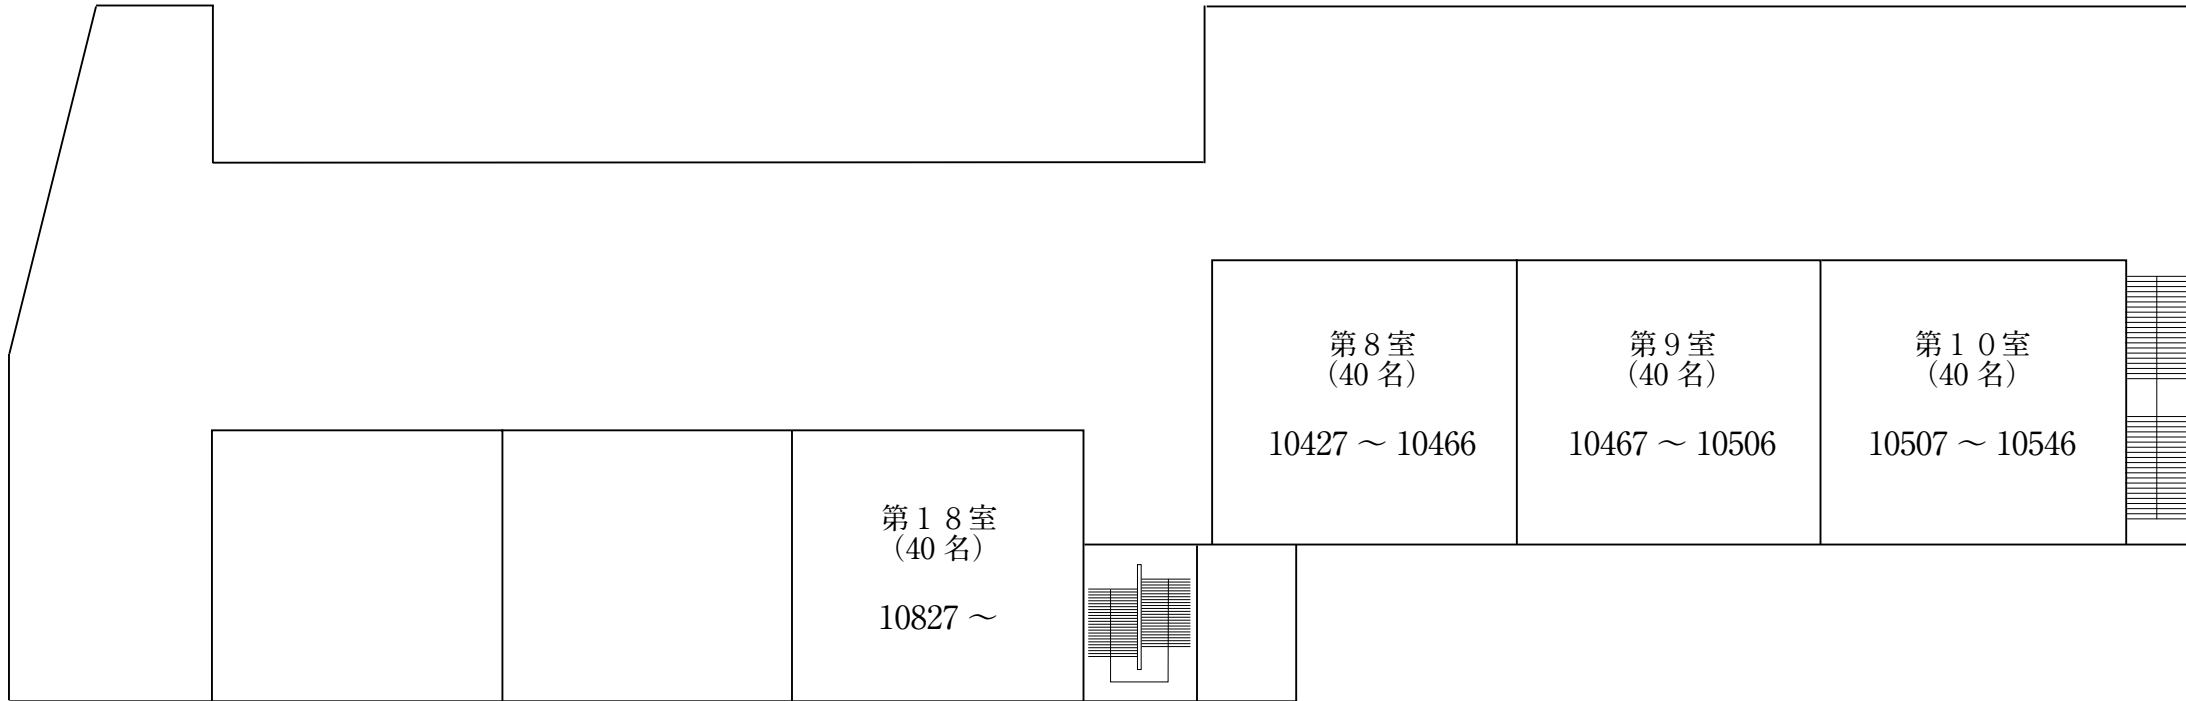 第８室
（40 名）
10427 ～ 10466
第９室
（40 名）
10467 ～ 10506
第１０室
（40 名）
10507 ～ 10546
第１８室
（40 名）
10827 ～